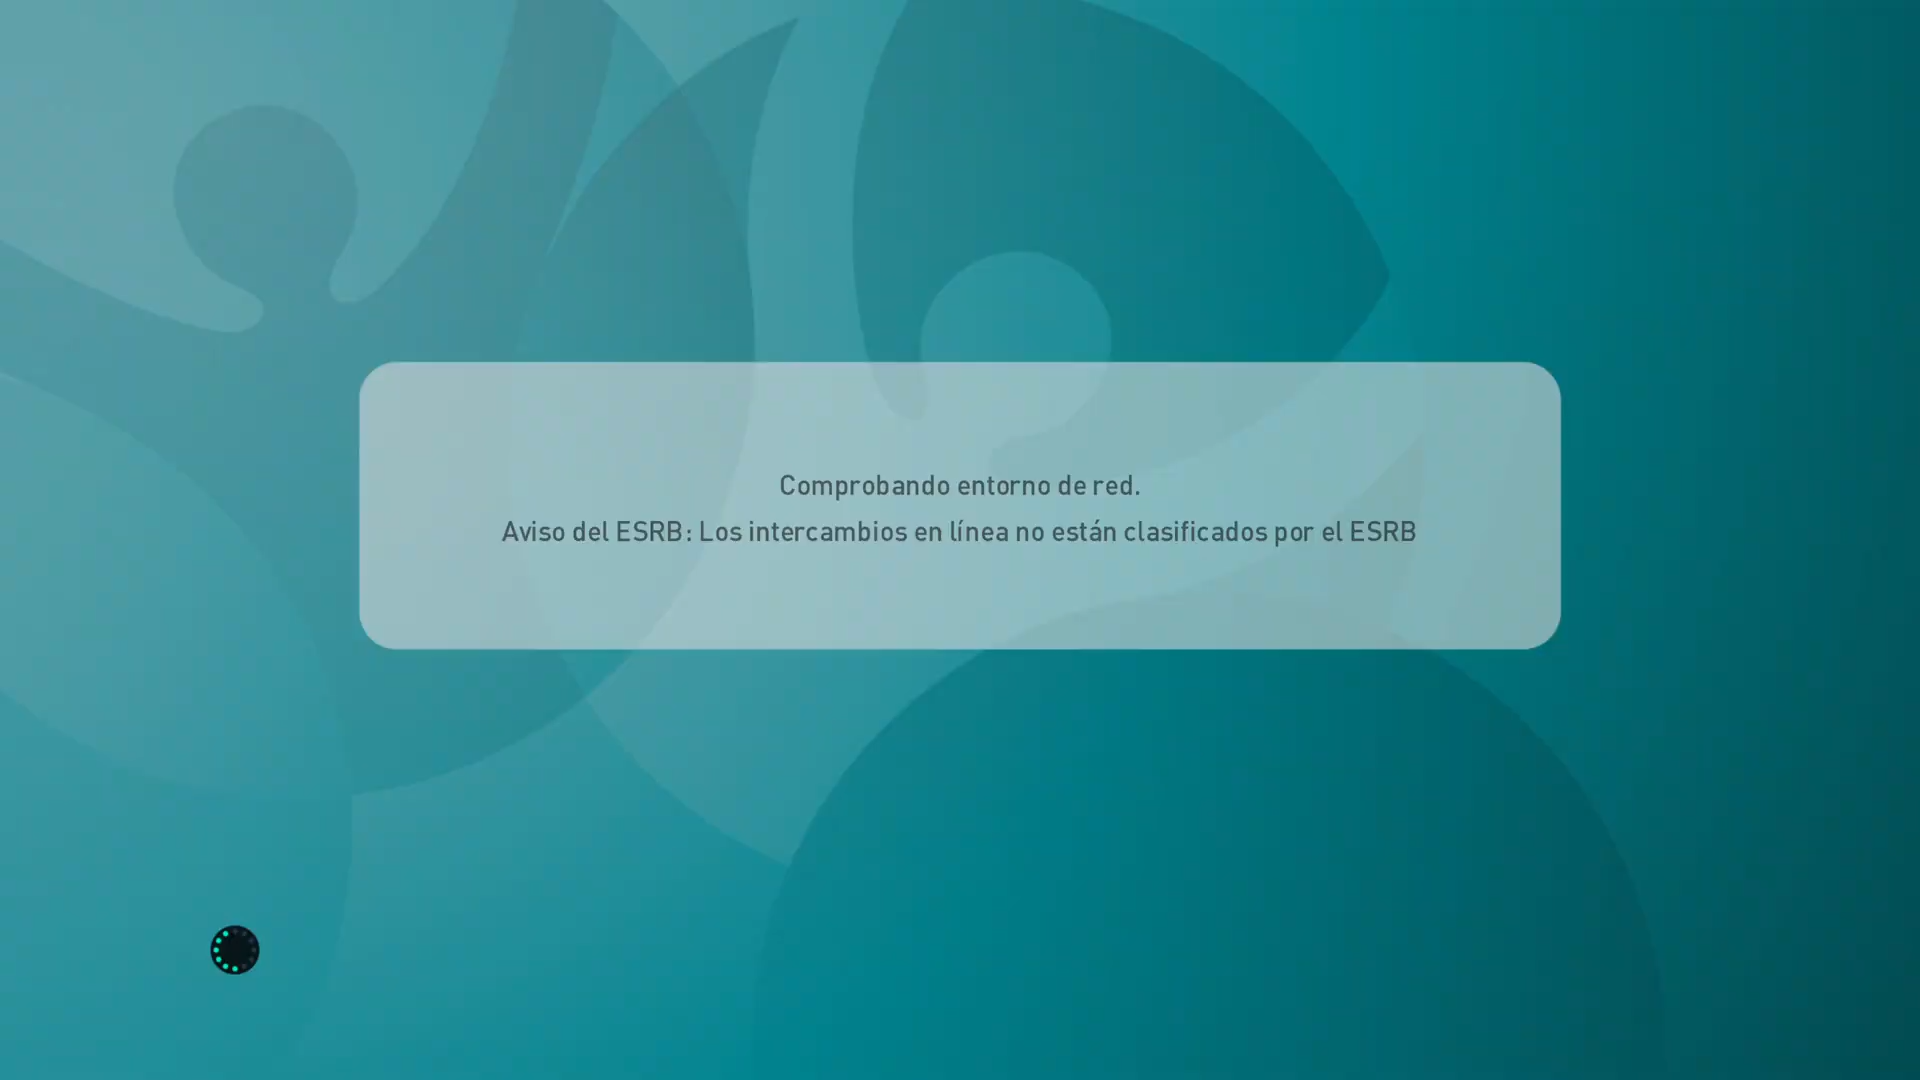 Comprobando entorno de red.
Aviso del ESRB: Los intercambios en línea no están clasificados por el ESRB